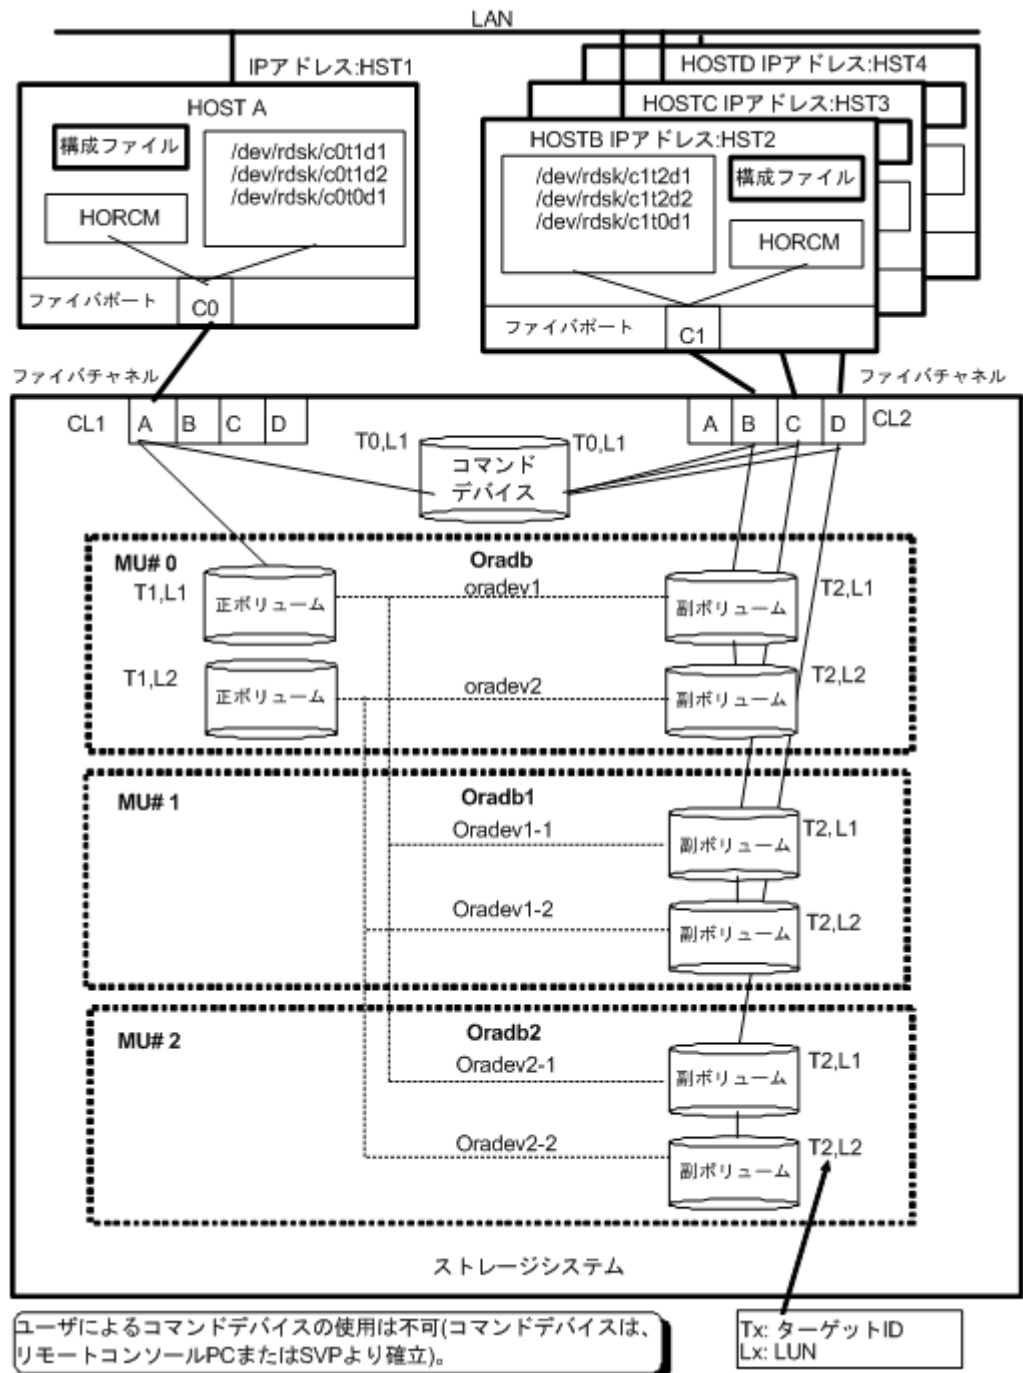 LAN
IPアドレス:HST1
HOST A
構成ファイル
/dev/rdsk/c0t1d1
/dev/rdsk/c0t1d2
/dev/rdsk/c0t0d1
HORCM
ファイバポート
C0
HOSTD IPアドレス:HST4
HOSTC IPアドレス:HST3
HOSTB IPアドレス:HST2
/dev/rdsk/c1t2d1
/dev/rdsk/c1t2d2
/dev/rdsk/c1t0d1
構成ファイル
HORCM
ファイバポート
C1
ファイバチャネル
ファイバチャネル
CL1
A
B
C
D
A
B
C
D
CL2
T0,L1
コマンド
デバイス
T0,L1
MU# 0
Oradb
T1,L1
正ボリューム
oradev1
副ボリューム
T2,L1
T1,L2
正ボリューム
oradev2
副ボリューム
T2,L2
MU# 1
Oradb1
Oradev1-1
副ボリューム
T2,L1
Oradev1-2
副ボリューム
T2,L2
MU# 2
Oradb2
Oradev2-1
副ボリューム
T2,L1
Oradev2-2
副ボリューム
T2,L2
ストレージシステム
ユーザによるコマンドデバイスの使用は不可(コマンドデバイスは、
リモートコンソールPCまたはSVPより確立)。
Tx: ターゲットID
Lx: LUN